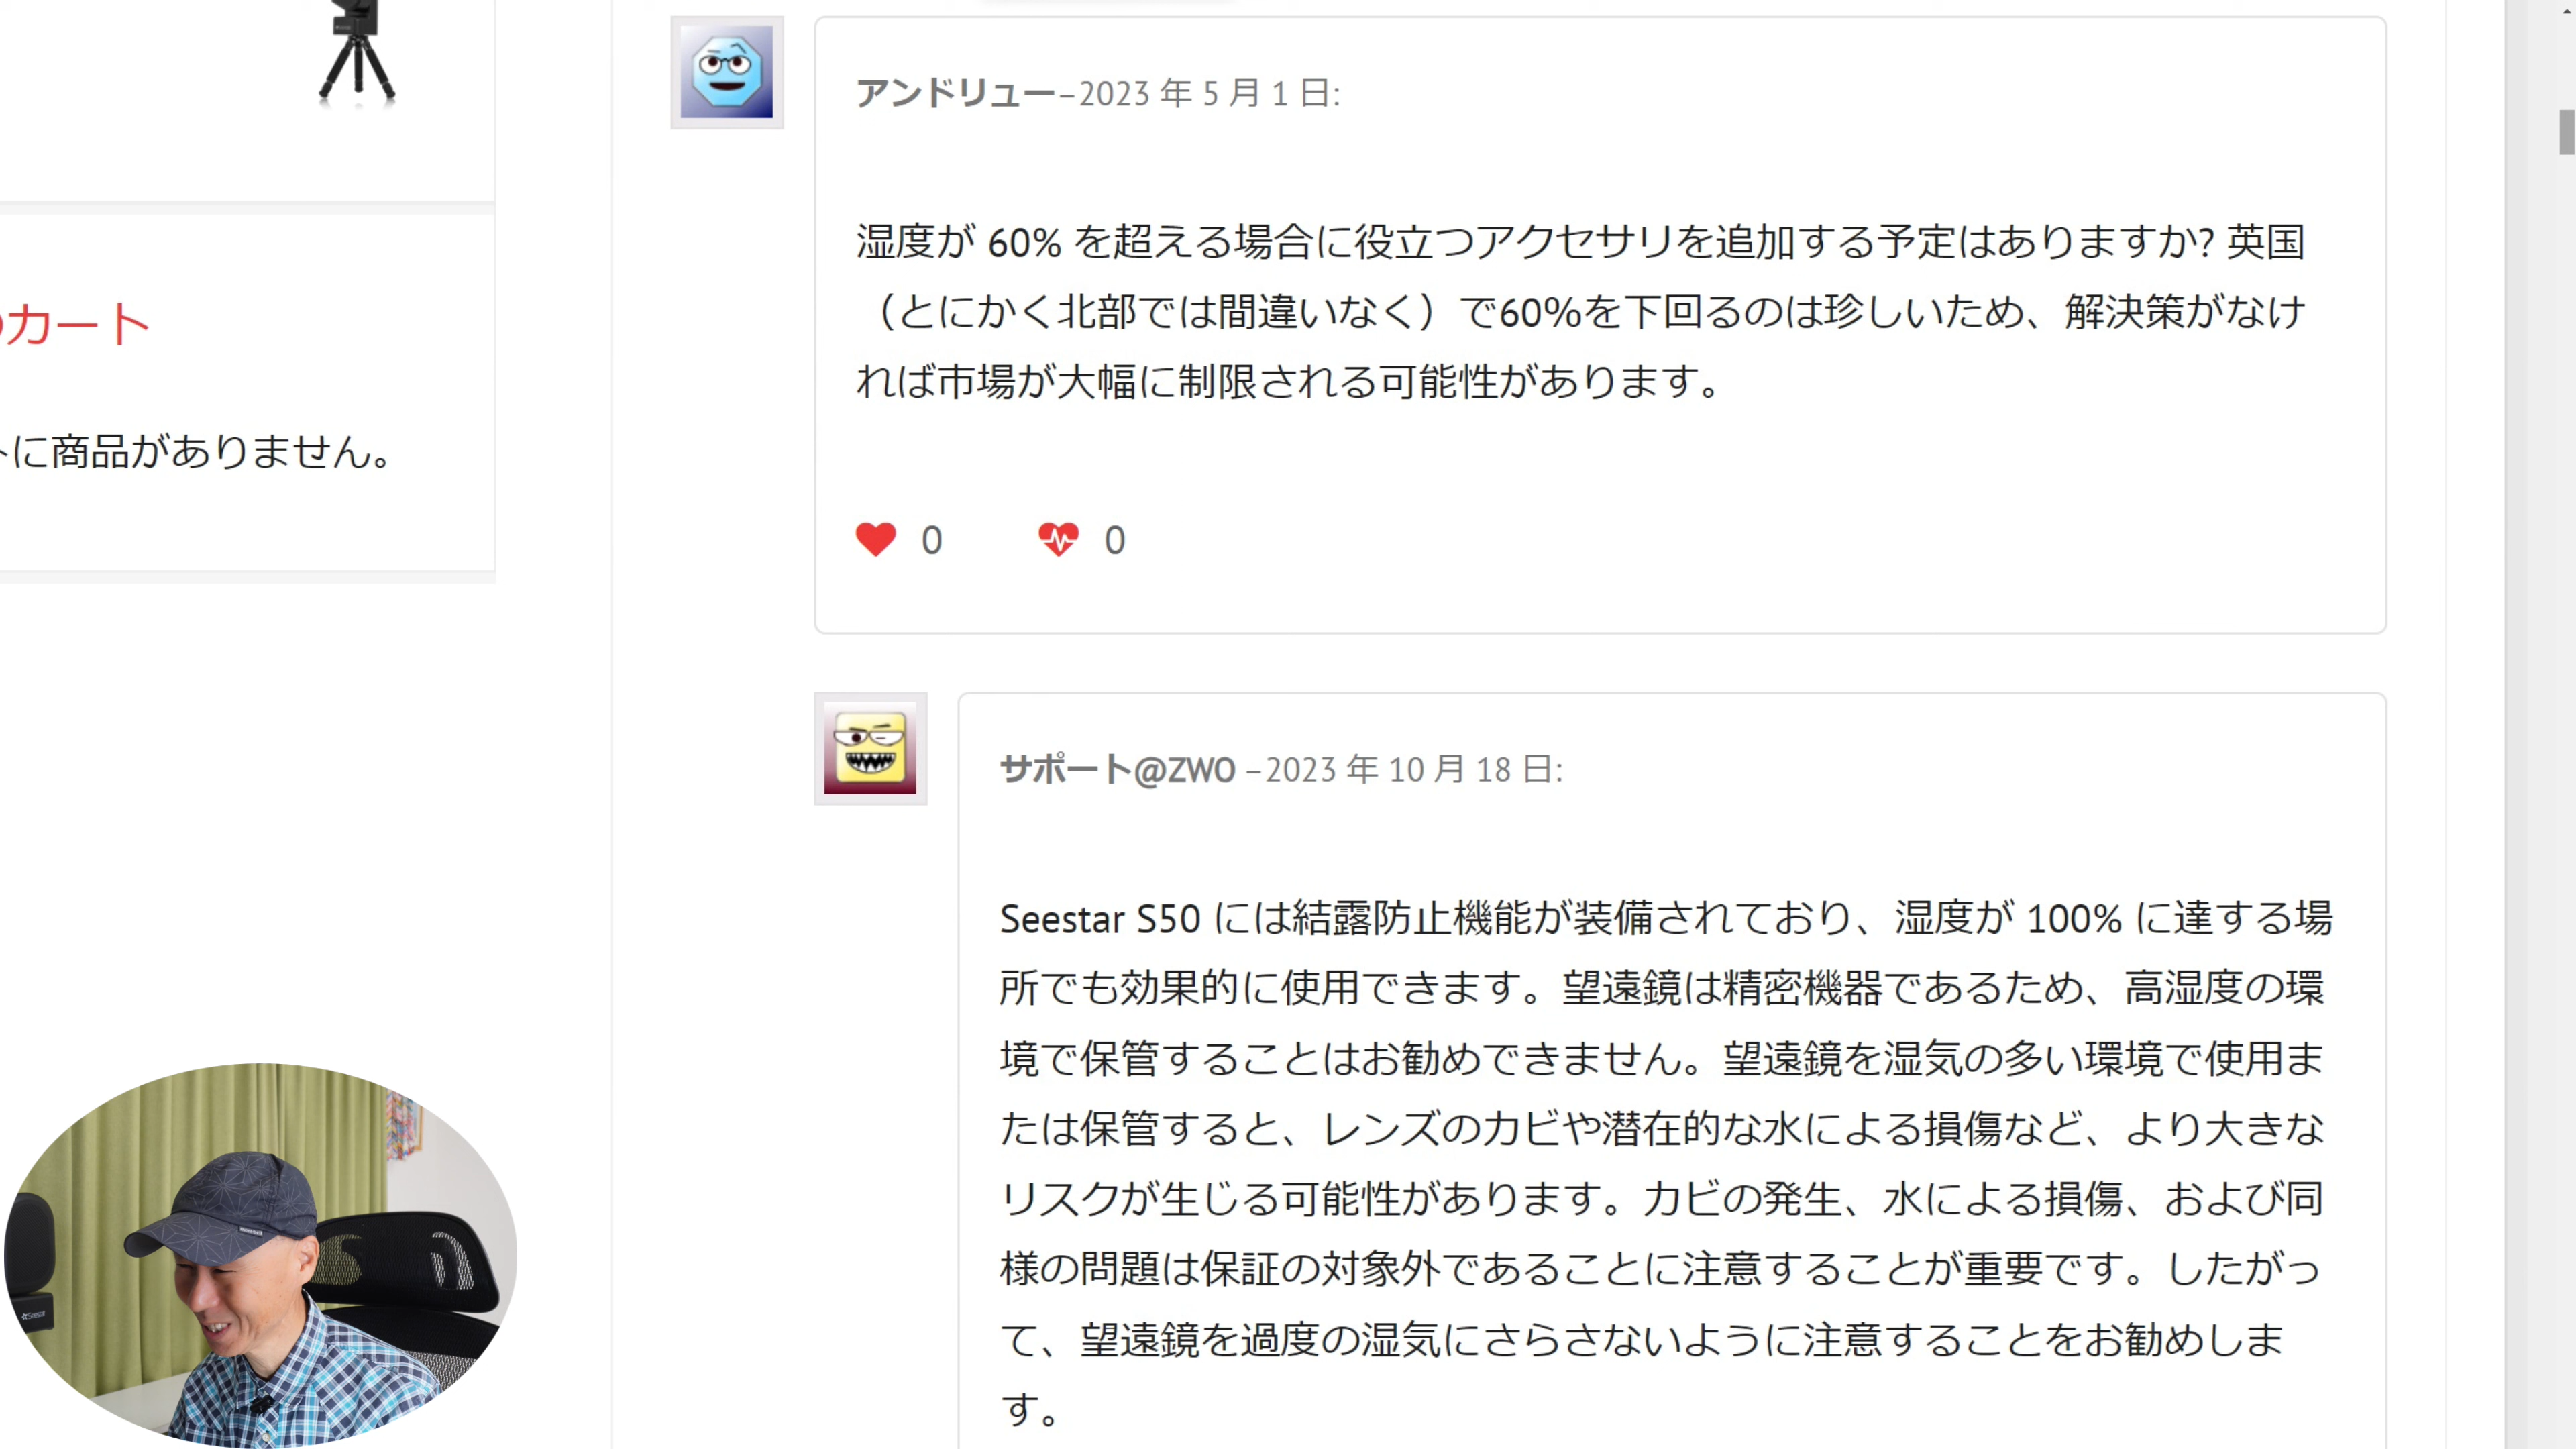 カート
に商品がありません。
アンドリュー–2023 年 5 月 1 日:
湿度が 60% を超える場合に役立つアクセサリを追加する予定はありますか? 英国
（とにかく北部では間違いなく）で60%を下回るのは珍しいため、解決策がなけ
れば市場が大幅に制限される可能性があります。
0 0
サポート@ZWO –2023 年 10 月 18 日:
Seestar S50 には結露防止機能が装備されており、湿度が 100% に達する場
所でも効果的に使用できます。望遠鏡は精密機器であるため、高湿度の環
境で保管することはお勧めできません。望遠鏡を湿気の多い環境で使用ま
たは保管すると、レンズのカビや潜在的な水による損傷など、より大きな
リスクが生じる可能性があります。カビの発生、水による損傷、および同
様の問題は保証の対象外であることに注意することが重要です。したがっ
て、望遠鏡を過度の湿気にさらさないように注意することをお勧めしま
す。
Seestar